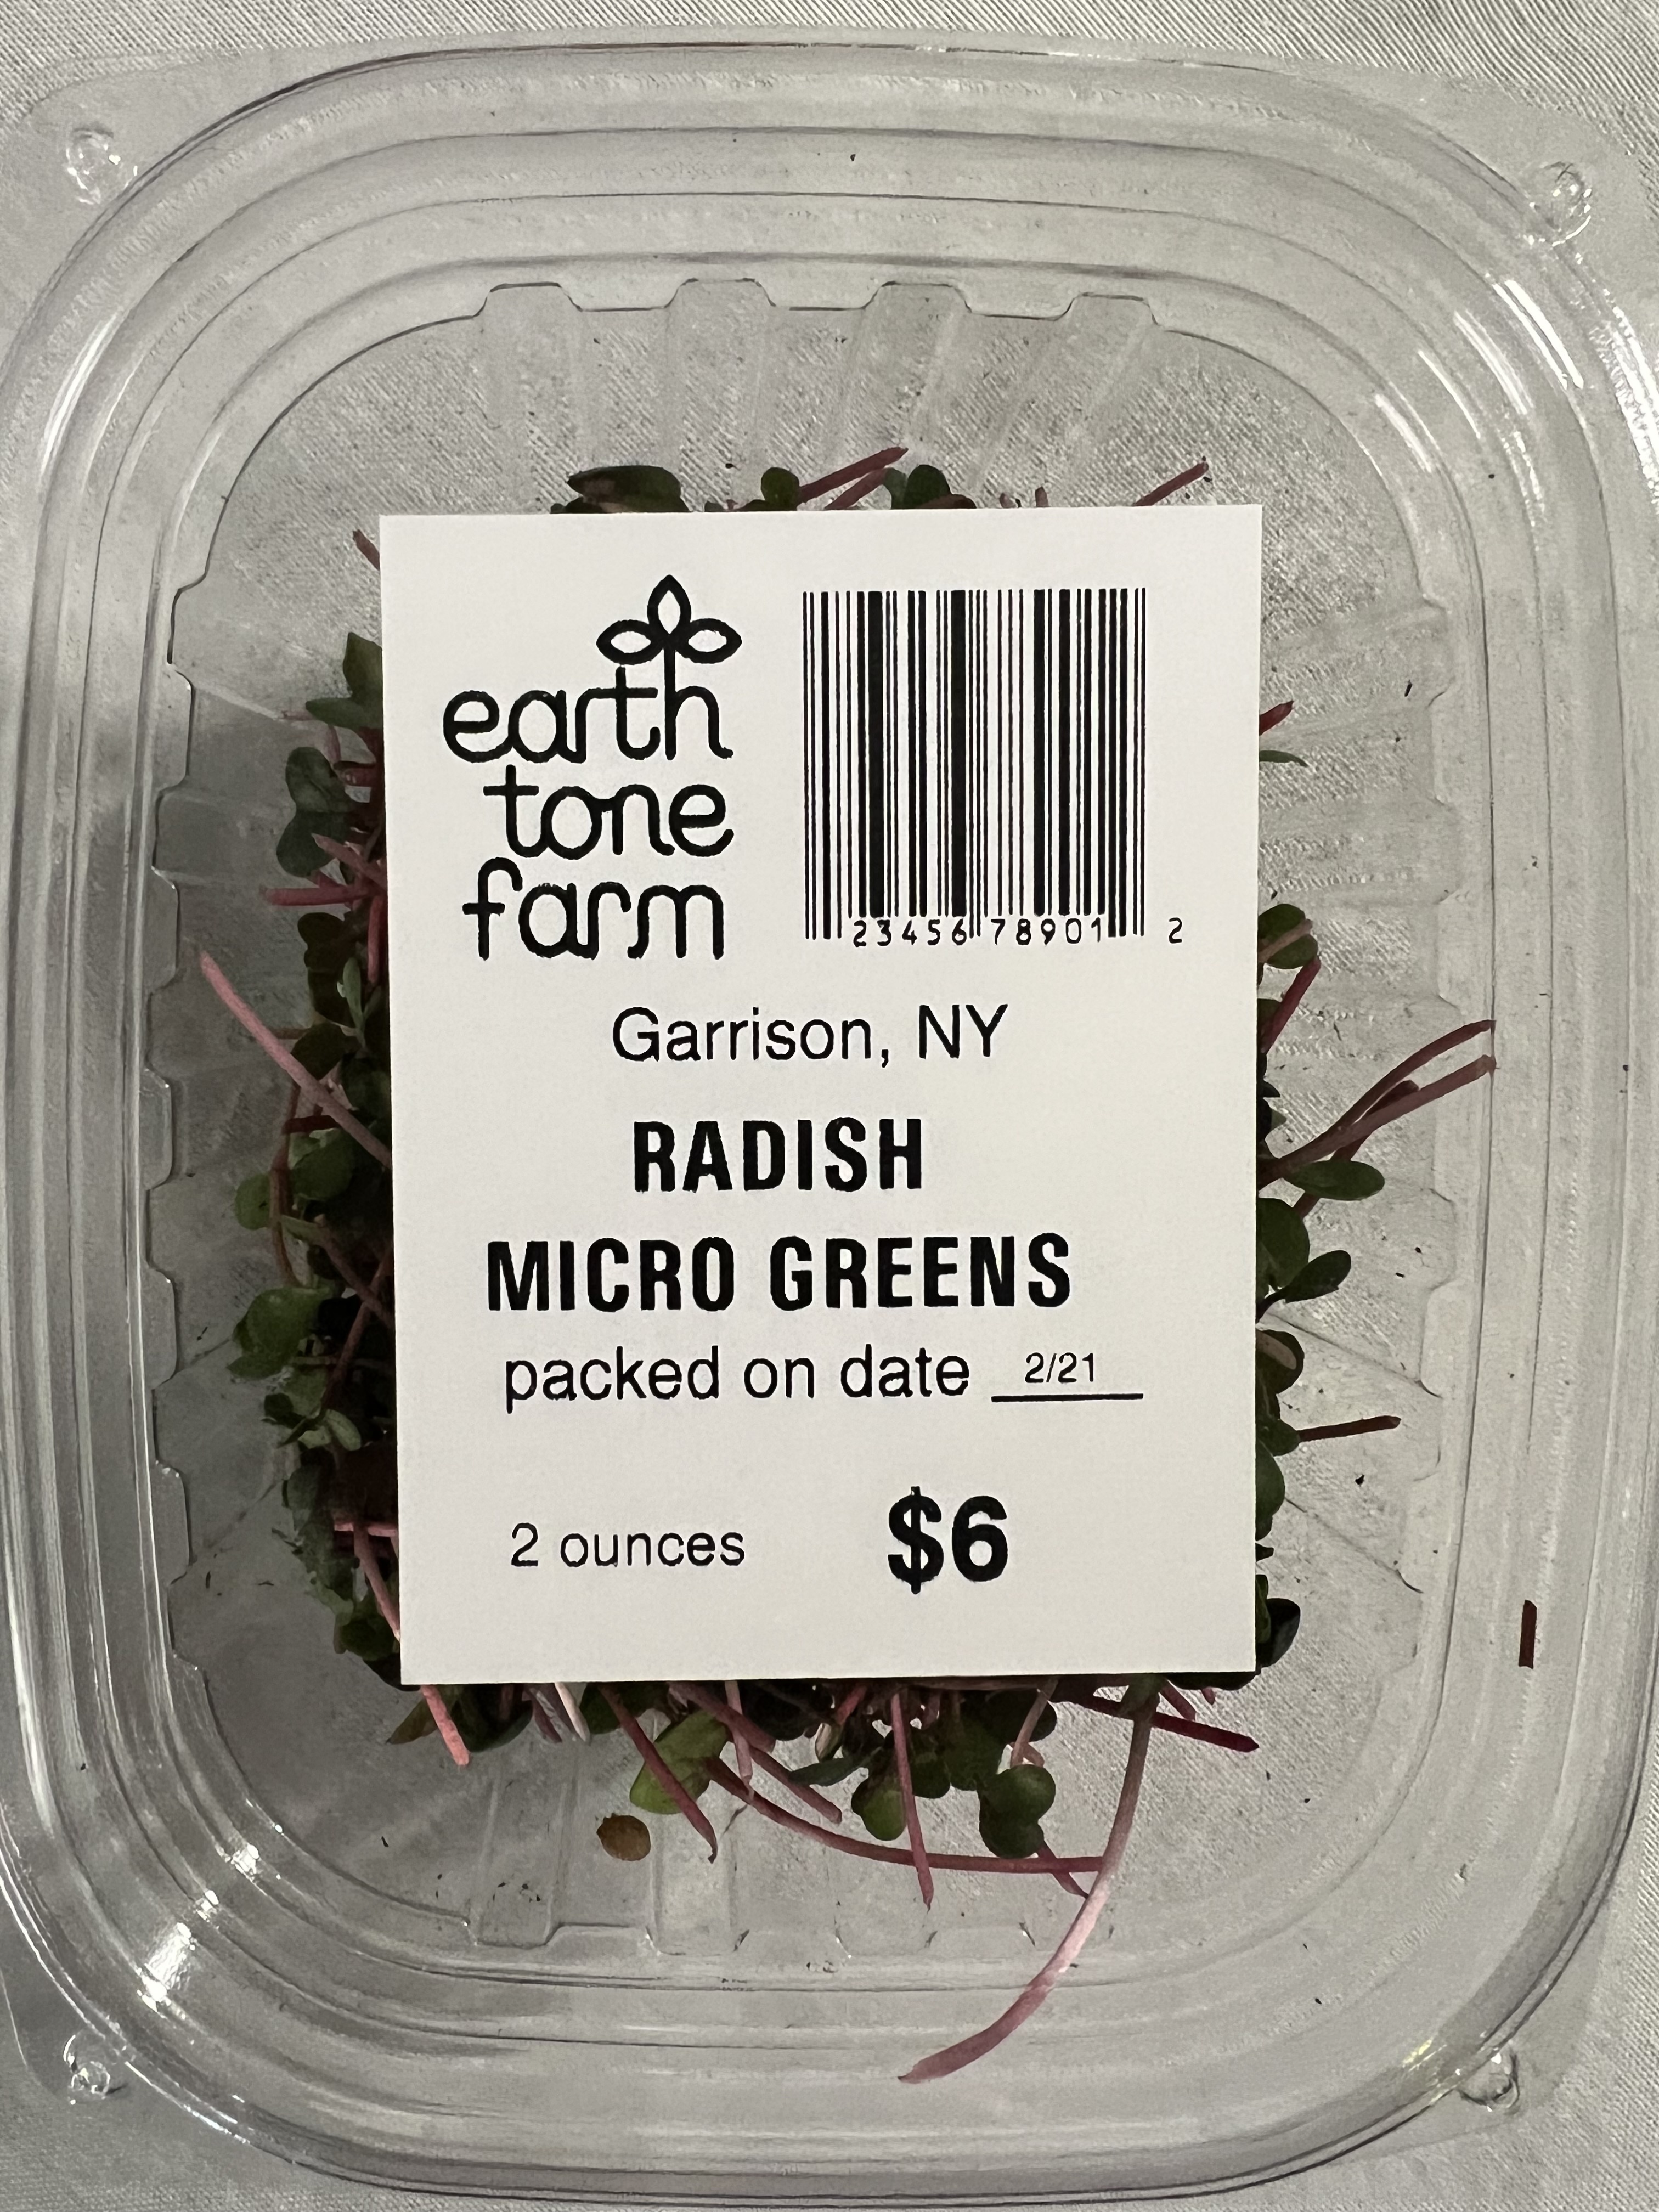 earth
tone
farm
23456 78901 2
Garrison, NY
RADISH
MICRO GREENS
packed on date 2/21
2 ounces $6